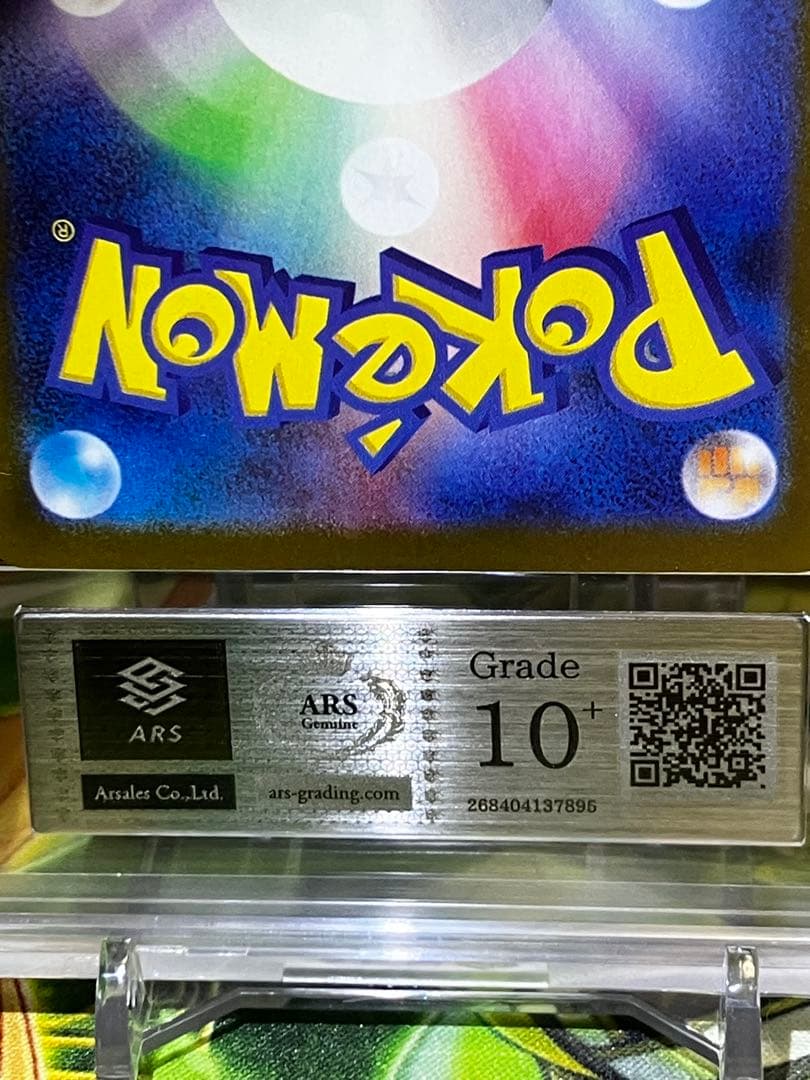 POKéMON
®
ARS
Arsales Co.,Ltd.
ARS
Genuine
ars-grading.com
Grade
10+
268404137895